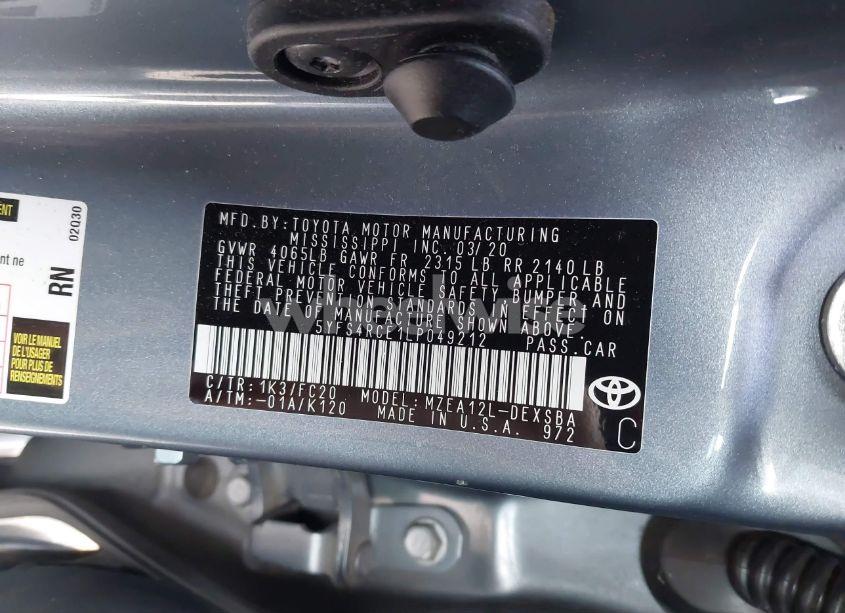 MFD. BY: TOYOTA MOTOR MANUFACTURING
MISSISSIPPI INC. 03/20
GVWR 4065LB GAWR FR 2315 LB RR 2140 LB
THIS VEHICLE CONFORMS TO ALL APPLICABLE
FEDERAL MOTOR VEHICLE SAFETY, BUMPER AND
THEFT PREVENTION STANDARDS IN EFFECT ON
THE DATE OF MANUFACTURE SHOWN ABOVE.
5YFS4RCE1LP049212 PASS.CAR
C/TR: 1K3/FC20 MODEL: MZEA12L-DEXSBA
A/TM: -01A/K120 MADE IN U.S.A. 972
C
02Q30
RN
VOIR LE MANUEL
DE L'USAGER
POUR PLUS DE
RENSEIGNEMENTS